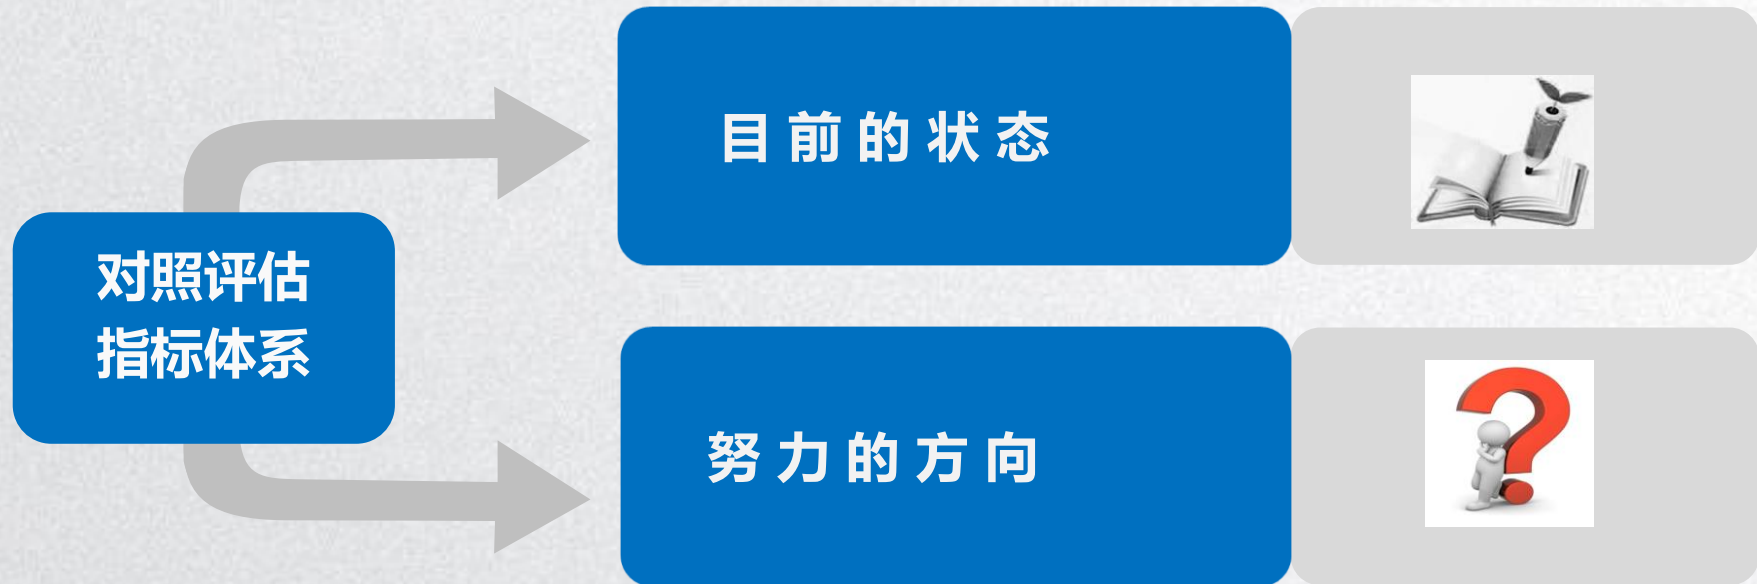 目前的状态
对照评估
指标体系
努力的方向